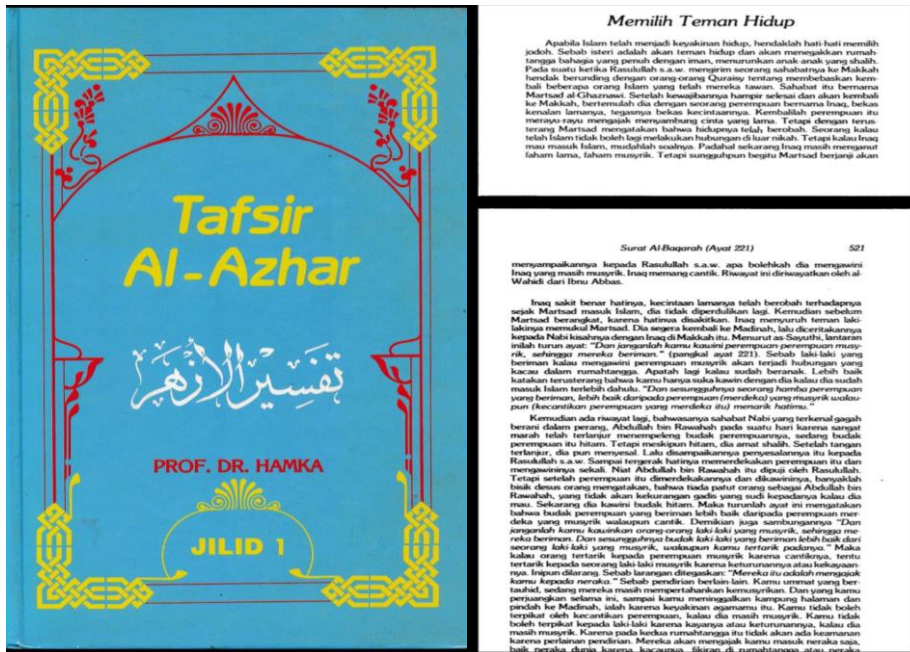 Tafsir
Al-Azhar
تفسير الأزهر
PROF. DR. HAMKA
JILID 1
Memilih Teman Hidup
Apabila Islam telah menjadi keyakinan hidup, hendaklah hati-hati memilih
jodoh. Sebab isteri adalah akan teman hidup dan akan menegakkan rumah-
tangga bahagia yang penuh dengan iman, menurunkan anak-anak yang shalih.
Pada suatu ketika Rasulullah s.a.w. mengirim seorang sahabatnya ke Makkah
hendak berunding dengan orang-orang Quraisy tentang membebaskan kem-
bali beberapa orang Islam yang telah mereka tawan. Sahabat itu bernama
Martsad al-Ghaznawi. Setelah kewajibannya hampir selesai dan akan kembali
ke Makkah, bertemulah dia dengan seorang perempuan bernama Inaq, bekas
kenalan lamanya, tegasnya bekas kecintaannya. Kembalilah perempuan itu
merayu-rayu mengajak menyambung cinta yang lama. Tetapi dengan terus-
terang Martsad mengatakan bahwa hidupnya telah berobah. Seorang kalau
telah Islam tidak boleh lagi melakukan hubungan di luar nikah. Tetapi kalau Inaq
mau masuk Islam, mudahlah soalnya. Padahal sekarang Inaq masih menganut
faham lama, faham musyrik. Tetapi sungguhpun begitu Martsad berjanji akan
Surat Al-Baqarah (Ayat 221) 521
menyampaikannya kepada Rasulullah s.a.w. apa bolehkah dia mengawini
Inaq yang masih musyrik. Inaq memang cantik. Riwayat ini diriwayatkan oleh al-
Wahidi dari Ibnu Abbas.
Inaq sakit benar hatinya, kecintaan lamanya telah berobah terhadapnya
sejak Martsad masuk Islam, dia tidak diperdulikan lagi. Kemudian sebelum
Martsad berangkat, karena hatinya disakitkan. Inaq menyuruh teman laki-
lakinya memukul Martsad. Dia segera kembali ke Madinah, lalu diceritakannya
kepada Nabi kisahnya dengan Inaq di Makkah itu. Menurut as-Sayuthi, lantaran
inilah turun ayat: "Dan janganlah kamu kawini perempuan-perempuan musy-
rik, sehingga mereka beriman." (pangkal ayat 221). Sebab laki-laki yang
beriman kalau mengawini perempuan musyrik akan terjadi hubungan yang
kacau dalam rumahtangga. Apatah lagi kalau sudah beranak. Lebih baik
katakan terusterang bahwa kamu hanya suka kawin dengan dia kalau dia sudah
masuk Islam terlebih dahulu. "Dan sesungguhnya seorang hamba perempuan
yang beriman, lebih baik daripada perempuan (merdeka) yang musyrik walau-
pun (kecantikan perempuan yang merdeka itu) menarik hatimu."
Kemudian ada riwayat lagi, bahwasanya sahabat Nabi yang terkenal gagah
berani dalam perang, Abdullah bin Rawahah pada suatu hari karena sangat
marah telah terlanjur menempeleng budak perempuannya, sedang budak
perempuan itu hitam. Tetapi meskipun hitam, dia amat shalih. Setelah tangan
terlanjur, dia pun menyesal. Lalu disampaikannya penyesalannya itu kepada
Rasulullah s.a.w. Sampai tergerak hatinya memerdekakan perempuan itu dan
mengawininya sekali. Niat Abdullah bin Rawahah itu dipuji oleh Rasulullah.
Tetapi setelah perempuan itu dimerdekakannya dan dikawininya, banyaklah
bisik desus orang mengatakan, bahwa tiada patut orang sebagai Abdullah bin
Rawahah, yang tidak akan kekurangan gadis yang sudi kepadanya kalau dia
mau. Sekarang dia kawini budak hitam. Maka turunlah ayat ini mengatakan
bahwa budak perempuan yang beriman lebih baik daripada perempuan mer-
deka yang musyrik walaupun cantik. Demikian juga sambungannya "Dan
janganlah kamu kawinkan orang-orang laki-laki yang musyrik, sehingga me-
reka beriman. Dan sesungguhnya budak laki-laki yang beriman lebih baik dari
seorang laki-laki yang musyrik, walaupun kamu tertarik padanya." Maka
kalau orang tertarik kepada perempuan musyrik karena cantiknya, tentu
tertarik kepada seorang laki-laki musyrik karena keturunannya atau kekayaan-
nya. Inipun dilarang. Sebab larangan ditegaskan: "Mereka itu adalah mengajak
kamu kepada neraka." Sebab pendirian berlain-lain. Kamu ummat yang ber-
tauhid, sedang mereka masih mempertahankan kemusyrikan. Dan yang kamu
perjuangkan selama ini, sampai kamu meninggalkan kampung halaman dan
pindah ke Madinah, ialah karena keyakinan agamamu itu. Kamu tidak boleh
terpikat oleh kecantikan perempuan, kalau dia masih musyrik. Kamu tidak
boleh terpikat kepada laki-laki karena kayanya atau keturunannya, kalau dia
masih musyrik. Karena pada kedua rumahtangga itu tidak akan ada keamanan
karena perlainan pendirian. Mereka akan mengajak kamu masuk neraka saja,
baik neraka dunia karena kacaunya, fikiran di rumahtangga atau neraka